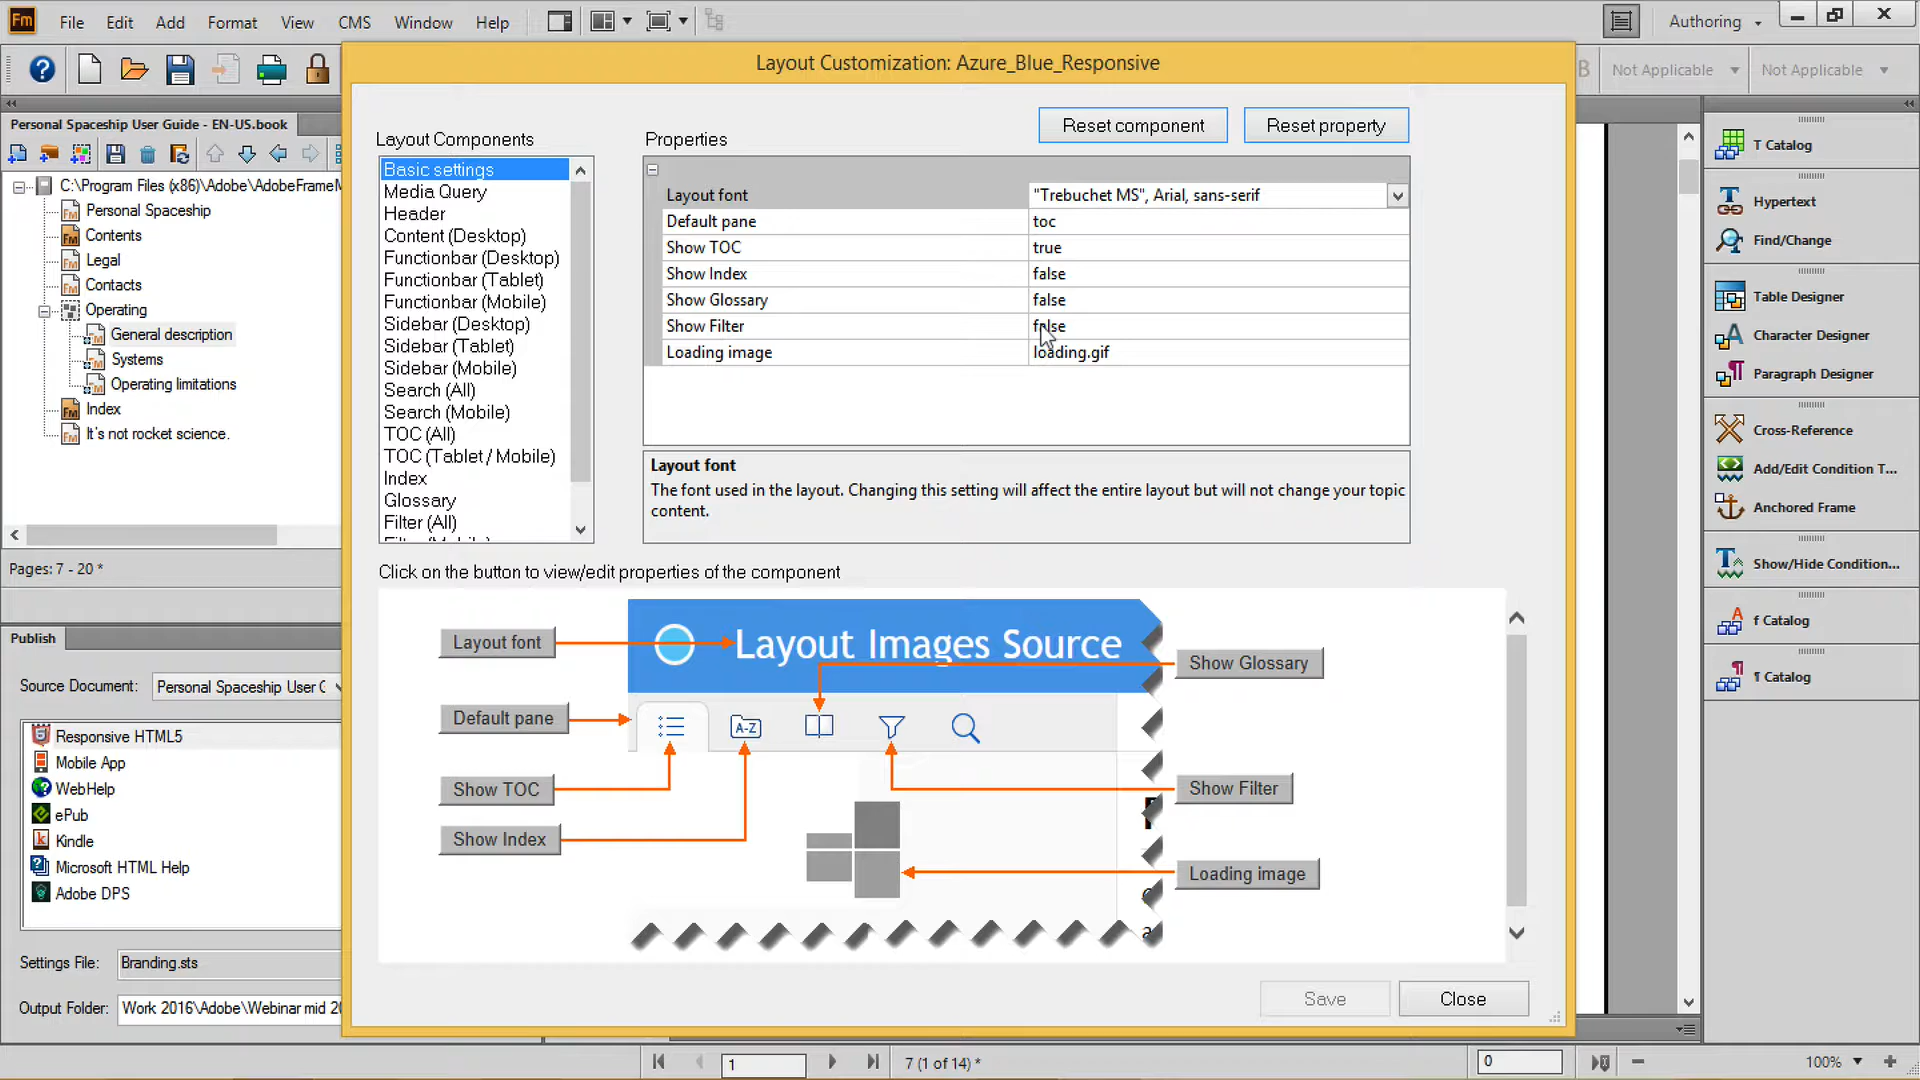 Fm File Edit Add Format View CMS Window Help Authoring
Layout Customization: Azure_Blue_Responsive
B Not Applicable Not Applicable
Personal Spaceship User Guide - EN-US.book
C:\Program Files (x86)\Adobe\AdobeFrameM
Personal Spaceship
Contents
Legal
Contacts
Operating
General description
Systems
Operating limitations
Index
It's not rocket science.
Pages: 7 - 20 *
Publish
Source Document: Personal Spaceship User G
Responsive HTML5
Mobile App
WebHelp
ePub
Kindle
Microsoft HTML Help
Adobe DPS
Settings File: Branding.sts
Output Folder: Work 2016\Adobe\Webinar mid 20
Layout Components
Basic settings
Media Query
Header
Content (Desktop)
Functionbar (Desktop)
Functionbar (Tablet)
Functionbar (Mobile)
Sidebar (Desktop)
Sidebar (Tablet)
Sidebar (Mobile)
Search (All)
Search (Mobile)
TOC (All)
TOC (Tablet / Mobile)
Index
Glossary
Filter (All)
Properties
Reset component Reset property
Layout font "Trebuchet MS", Arial, sans-serif
Default pane toc
Show TOC true
Show Index false
Show Glossary false
Show Filter false
Loading image loading.gif
Layout font
The font used in the layout. Changing this setting will affect the entire layout but will not change your topic
content.
Click on the button to view/edit properties of the component
Layout font
Layout Images Source
Show Glossary
Default pane
A-Z
Show TOC
Show Filter
Show Index
Loading image
Save Close
T Catalog
Hypertext
Find/Change
Table Designer
Character Designer
Paragraph Designer
Cross-Reference
Add/Edit Condition T...
Anchored Frame
Show/Hide Condition...
f Catalog
¶ Catalog
1 7 (1 of 14) * 0 100%